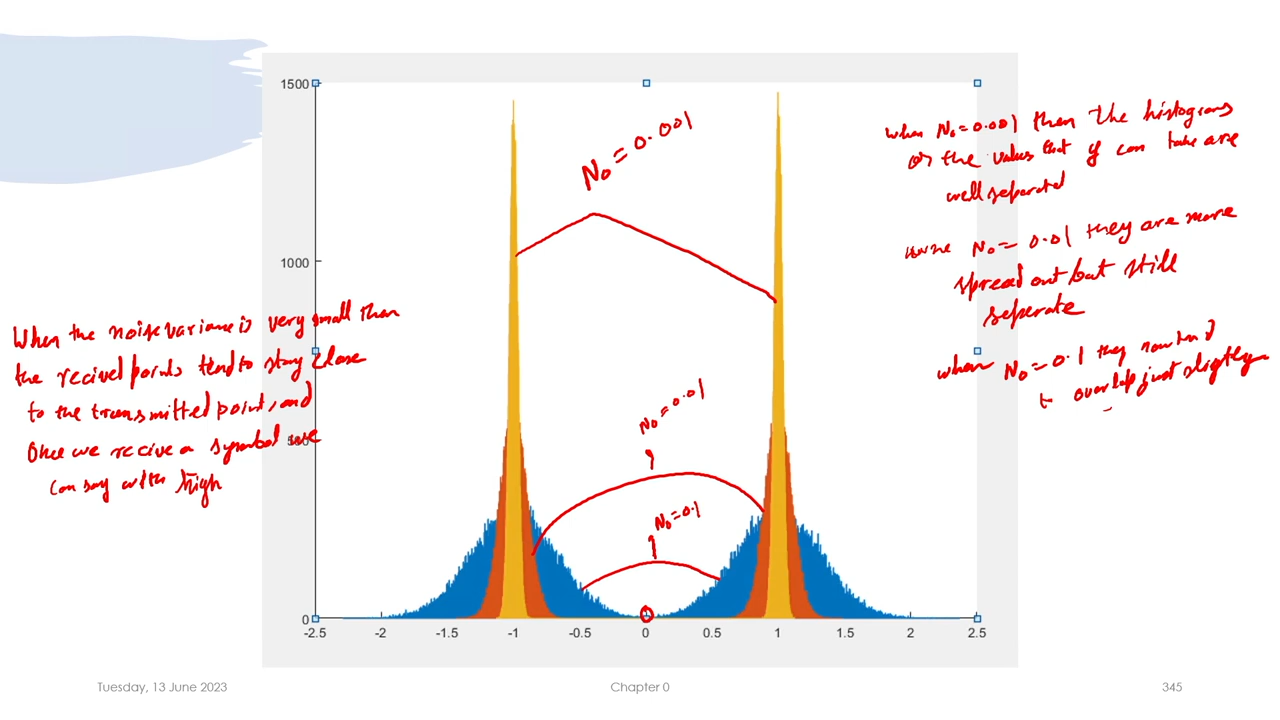 1500
1000
500
0
-2.5 -2 -1.5 -1 -0.5 0 0.5 1 1.5 2 2.5
N₀ = 0.001
N₀ = 0.01
N₀ = 0.1
When the noise variane is very small than
the recived points tend to stay close
to the transmitted point, and
Once we recive a symbol we
can say with high
when N₀ = 0.001 then the histograms
or the values that y can take are
well separated
N₀ = 0.01 they are more
spread out but still
seperate
when N₀ = 0.1 they now tend
to overlap just slightly
Tuesday, 13 June 2023
Chapter 0
345